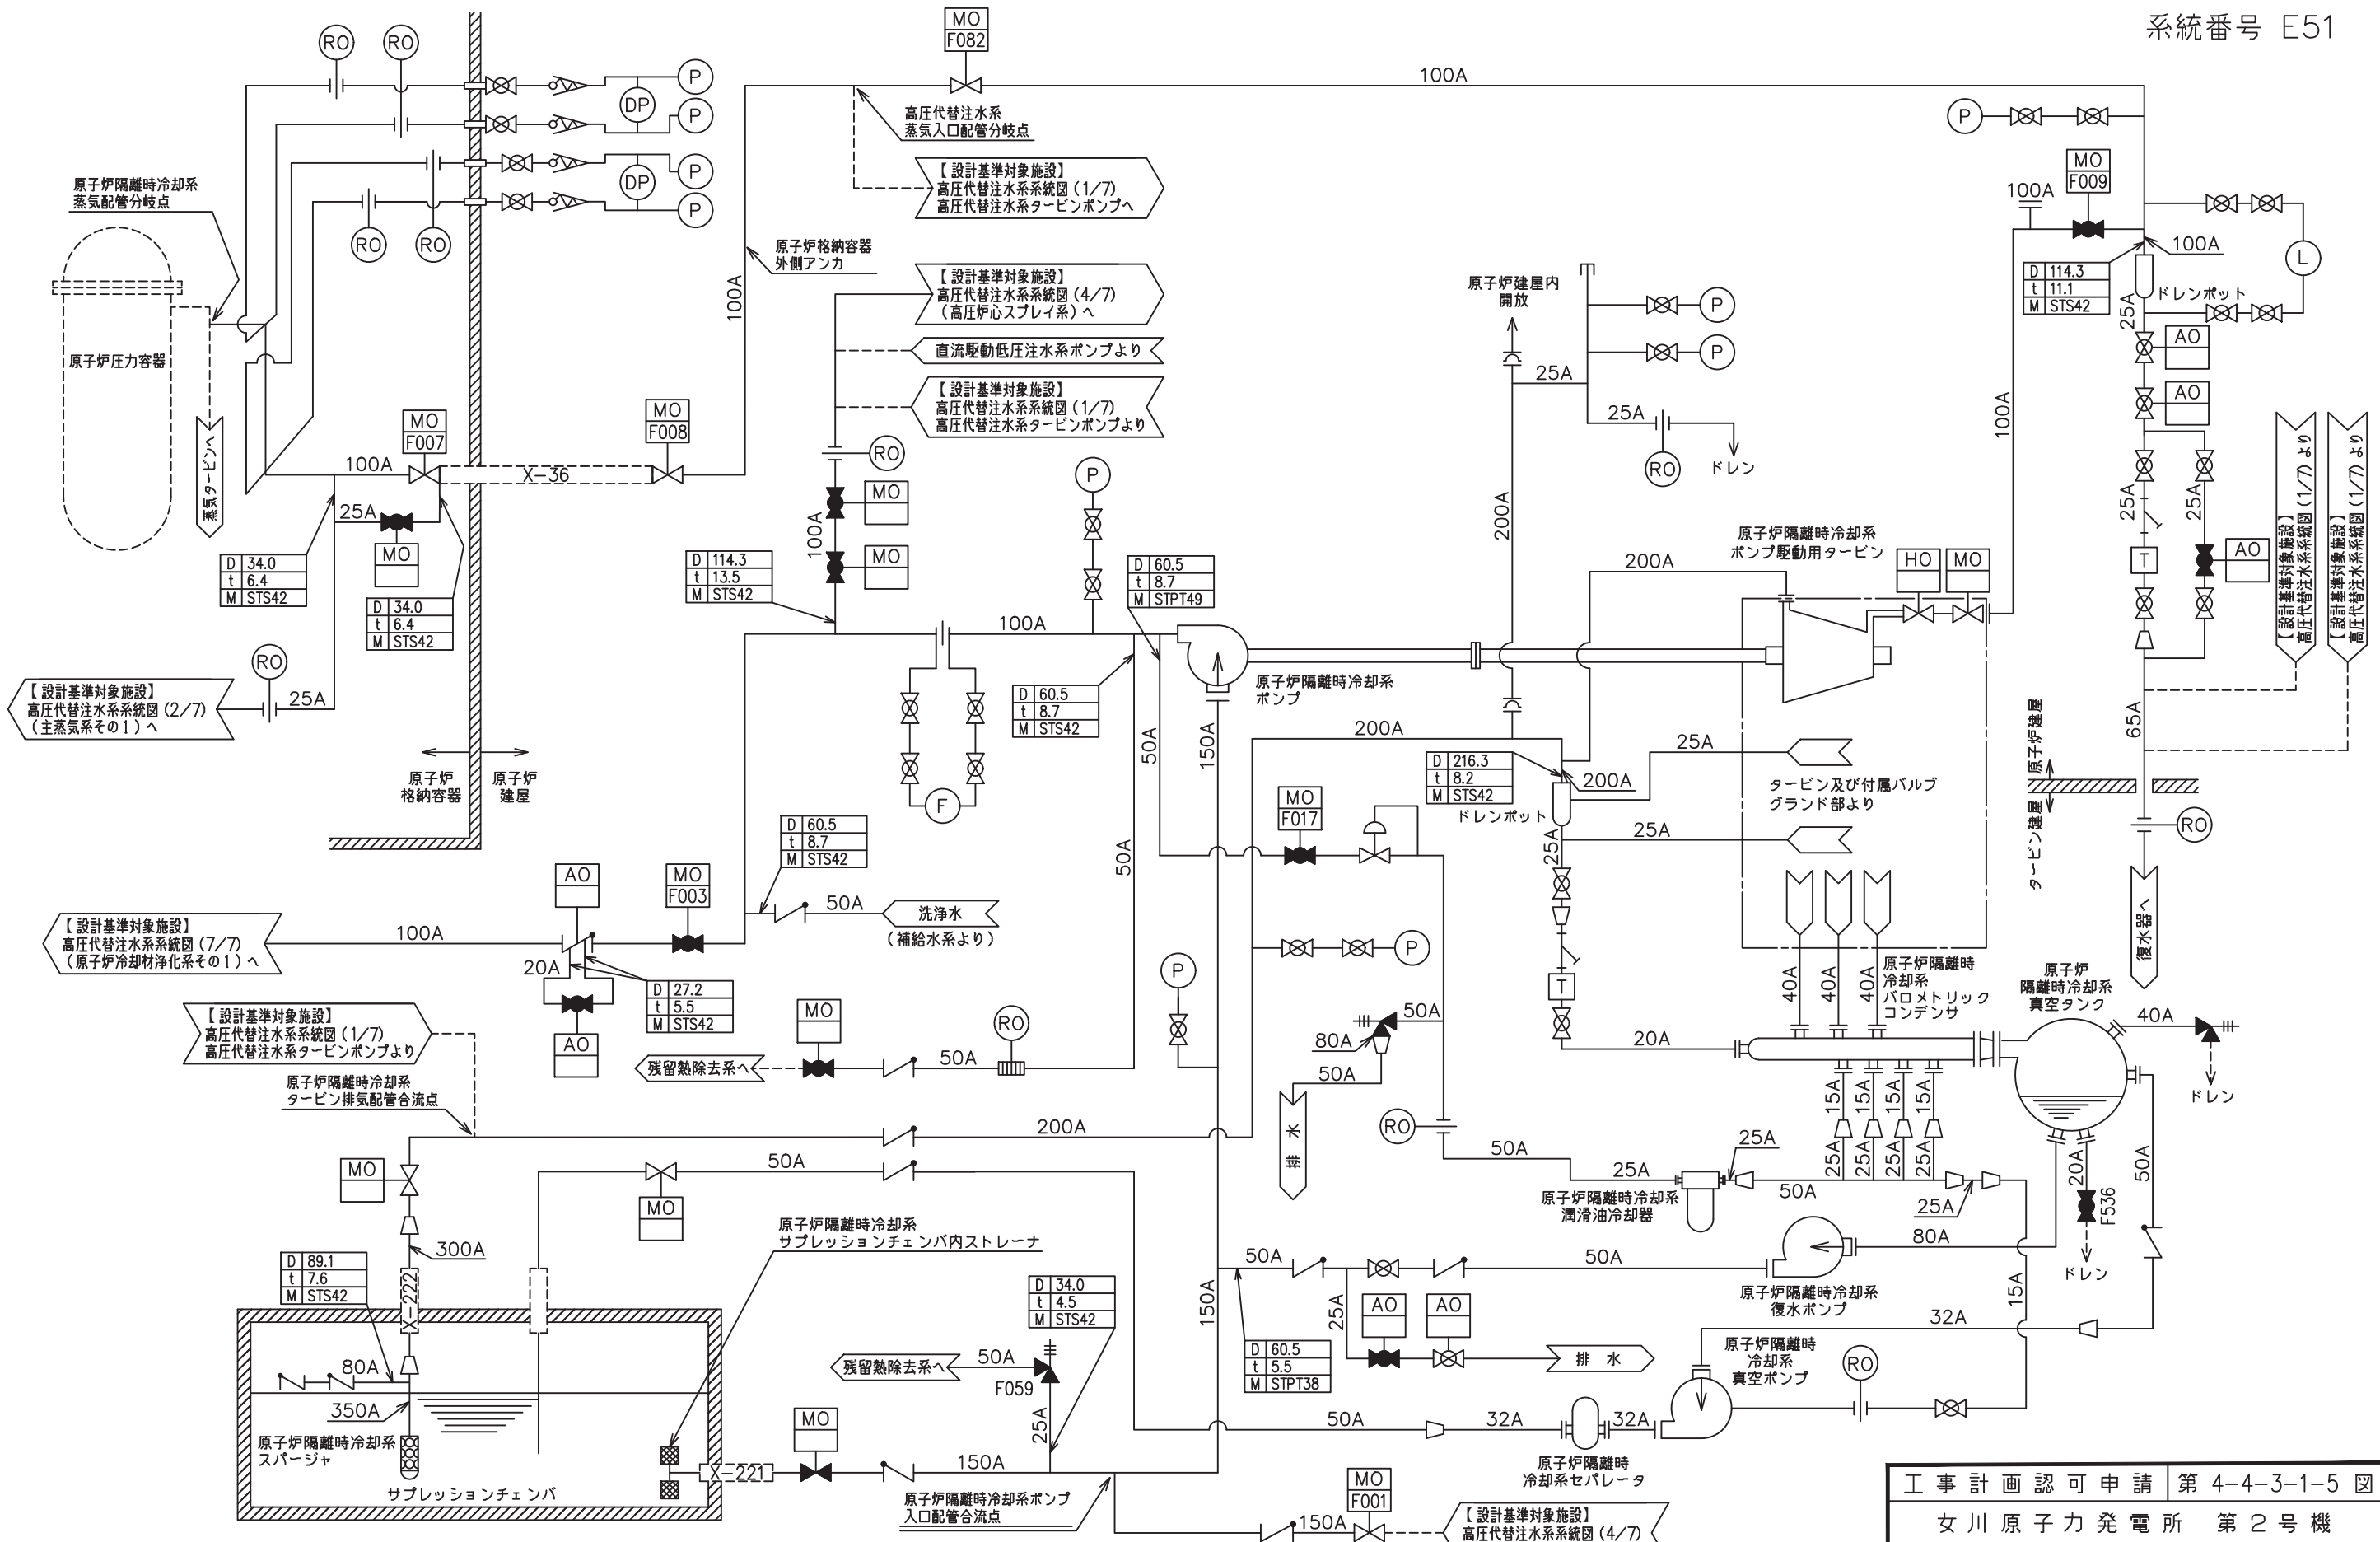 系統番号 E51
RO
RO
P
DP
P
P
DP
P
RO
RO
MO
F082
100A
高圧代替注水系
蒸気入口配管分岐点
【設計基準対象施設】
高圧代替注水系系統図(1/7)
高圧代替注水系タービンポンプへ
P
MO
F009
100A
100A
L
D 114.3
t 11.1
M STS42
ドレンポット
25A
AO
AO
原子炉隔離時冷却系
蒸気配管分岐点
原子炉圧力容器
蒸気タービンへ
原子炉格納容器
外側アンカ
100A
【設計基準対象施設】
高圧代替注水系系統図(4/7)
(高圧炉心スプレイ系)へ
直流駆動低圧注水系ポンプより
【設計基準対象施設】
高圧代替注水系系統図(1/7)
高圧代替注水系タービンポンプより
原子炉建屋内
開放
P
P
25A
25A
RO
ドレン
200A
100A
MO
F007
100A
X-36
MO
F008
25A
MO
D 34.0
t 6.4
M STS42
D 34.0
t 6.4
M STS42
RO
25A
【設計基準対象施設】
高圧代替注水系系統図(2/7)
(主蒸気系その1)へ
原子炉
格納容器
原子炉
建屋
RO
MO
100A
MO
D 114.3
t 13.5
M STS42
P
D 60.5
t 8.7
M STPT49
100A
D 60.5
t 8.7
M STS42
F
50A
50A
150A
原子炉隔離時冷却系
ポンプ
200A
原子炉隔離時冷却系
ポンプ駆動用タービン
HO
MO
25A
25A
T
AO
【設計基準対象施設】
高圧代替注水系系統図(1/7)より
【設計基準対象施設】
高圧代替注水系系統図(1/7)より
65A
原子炉建屋
タービン建屋
RO
復水器へ
200A
D 216.3
t 8.2
M STS42
200A
ドレンポット
25A
25A
25A
タービン及び付属バルブ
グランド部より
T
20A
MO
F017
D 60.5
t 8.7
M STS42
50A
洗浄水
(補給水系より)
AO
MO
F003
【設計基準対象施設】
高圧代替注水系系統図(7/7)
(原子炉冷却材浄化系その1)へ
100A
20A
AO
D 27.2
t 5.5
M STS42
【設計基準対象施設】
高圧代替注水系系統図(1/7)
高圧代替注水系タービンポンプより
原子炉隔離時冷却系
タービン排気配管合流点
MO
RO
残留熱除去系へ
50A
P
P
50A
80A
50A
排水
RO
50A
200A
50A
MO
MO
40A
40A
40A
原子炉隔離時
冷却系
バロメトリック
コンデンサ
原子炉
隔離時冷却系
真空タンク
40A
ドレン
15A
15A
15A
15A
25A
25A
25A
25A
25A
25A
50A
25A
原子炉隔離時冷却系
潤滑油冷却器
20A
F536
ドレン
50A
80A
300A
D 89.1
t 7.6
M STS42
X-222
原子炉隔離時冷却系
サプレッションチェンバ内ストレーナ
80A
350A
原子炉隔離時冷却系
スパージャ
サプレッションチェンバ
X-221
MO
150A
残留熱除去系へ
50A
F059
25A
D 34.0
t 4.5
M STS42
150A
50A
50A
25A
AO
AO
排水
D 60.5
t 5.5
M STPT38
原子炉隔離時冷却系
復水ポンプ
15A
32A
原子炉隔離時
冷却系
真空ポンプ
RO
50A
32A
32A
原子炉隔離時
冷却系セパレータ
原子炉隔離時冷却系ポンプ
入口配管合流点
MO
F001
150A
【設計基準対象施設】
高圧代替注水系系統図(4/7)
工事計画認可申請 第4-4-3-1-5図
女川原子力発電所 第2号機